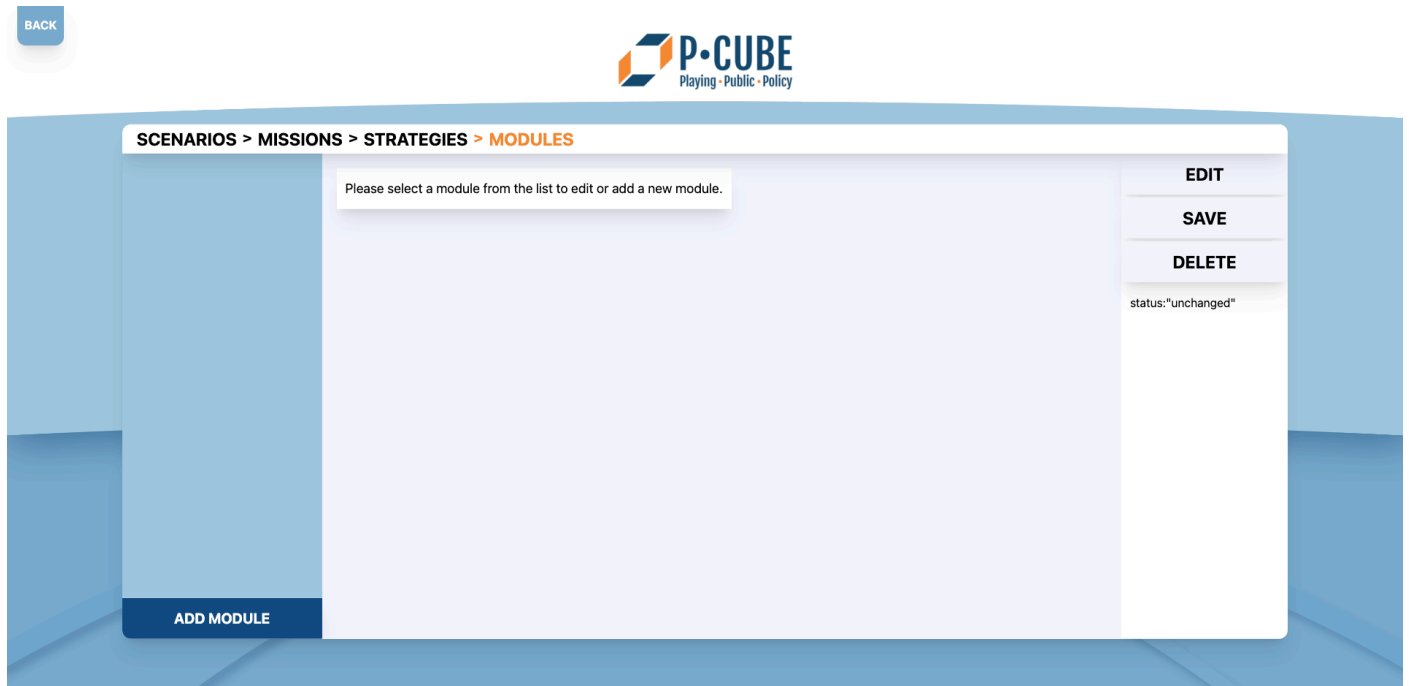 BACK
P·CUBE
Playing · Public · Policy
SCENARIOS > MISSIONS > STRATEGIES > MODULES
Please select a module from the list to edit or add a new module.
EDIT
SAVE
DELETE
status:"unchanged"
ADD MODULE